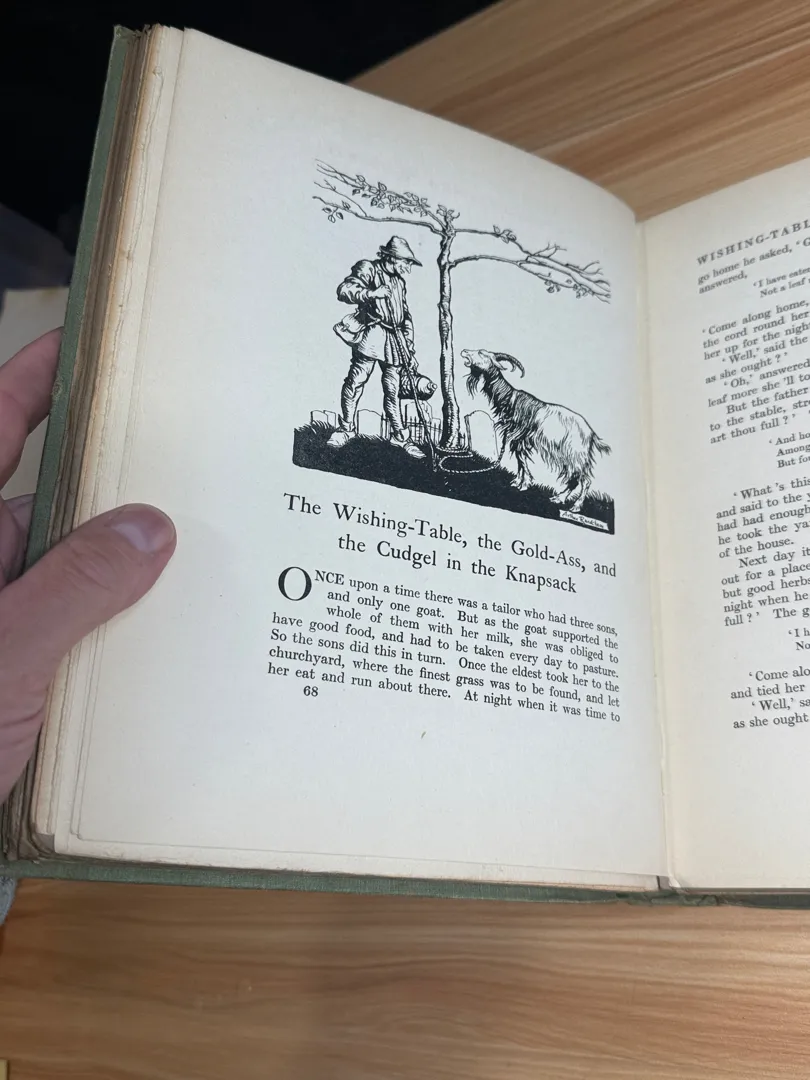 Arthur Rackham
The Wishing-Table, the Gold-Ass, and
the Cudgel in the Knapsack
ONCE upon a time there was a tailor who had three sons,
and only one goat. But as the goat supported the
whole of them with her milk, she was obliged to
have good food, and had to be taken every day to pasture.
So the sons did this in turn. Once the eldest took her to the
churchyard, where the finest grass was to be found, and let
her eat and run about there. At night when it was time to
68
WISHING-TABL
go home he asked, ‘G
answered,
‘I have eate
Not a leaf
‘Come along home,
the cord round her
her up for the nigh
‘Well,’ said the
as she ought?’
‘Oh,’ answered
leaf more she ’ll to
But the father
to the stable, str
art thou full?’
‘And ho
Among
But fou
‘What ’s this
and said to the y
had had enough
he took the ya
of the house.
Next day it
out for a place
but good herbs
night when he
full?’ The g
‘I h
No
‘Come alo
and tied her
‘Well,’ sa
as she ought